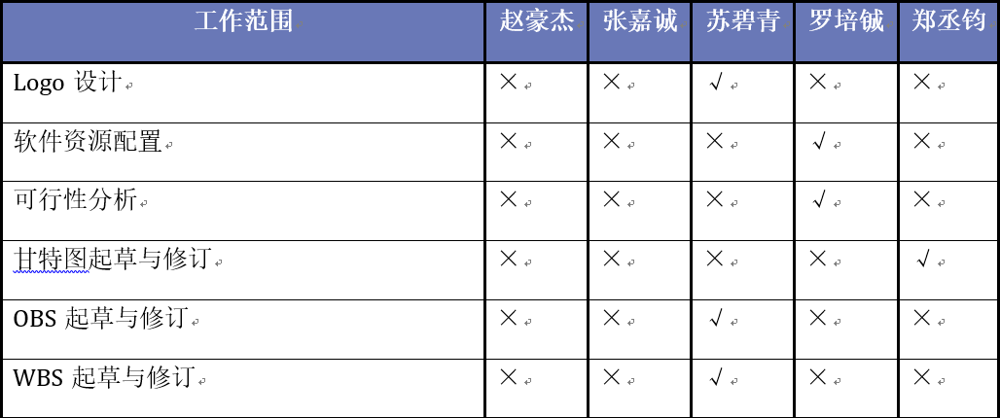 工作范围 赵豪杰 张嘉诚 苏碧青 罗培铖 郑丞钧
Logo 设计 × × √ × ×
软件资源配置 × × × √ ×
可行性分析 × × × √ ×
甘特图起草与修订 × × × × √
OBS 起草与修订 × × √ × ×
WBS 起草与修订 × × √ × ×